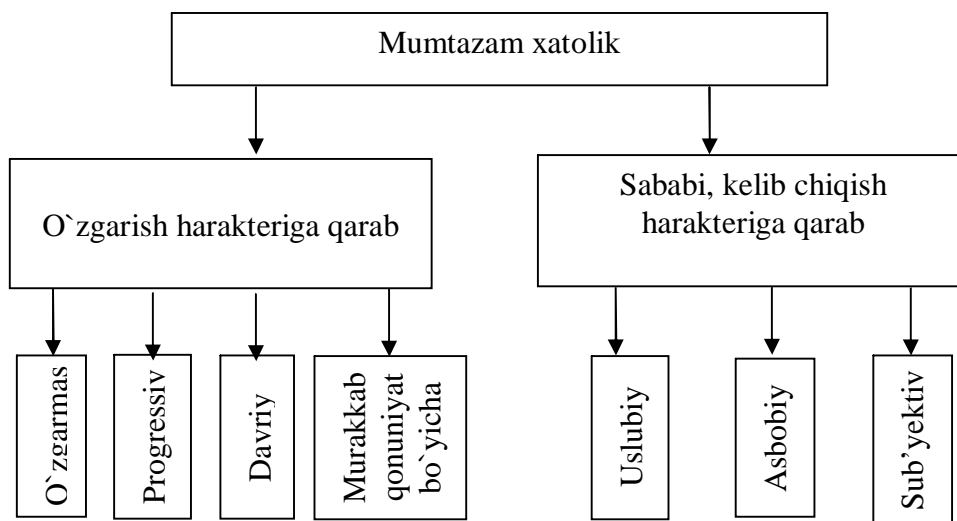 Mumtazam xatolik
O`zgarish harakteriga qarab
Sababi, kelib chiqish
harakteriga qarab
O`zgarmas
Progressiv
Davriy
Murakkab
qonuniyat
bo`yicha
Uslubiy
Asbobiy
Sub’yektiv